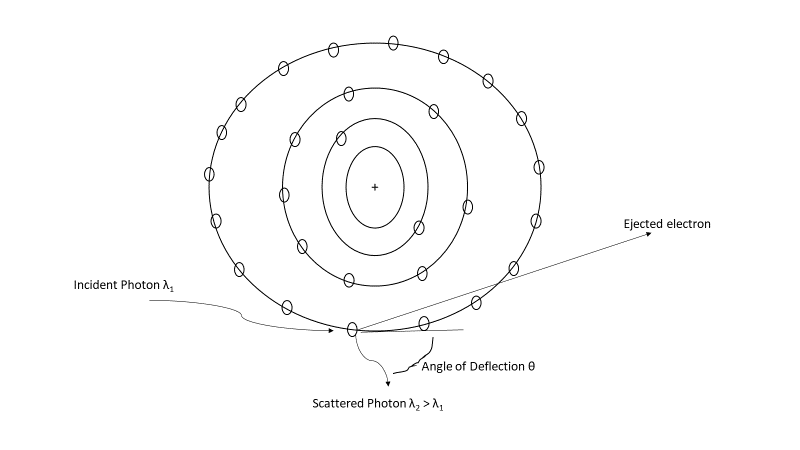 +
Ejected electron
Incident Photon λ₁
Angle of Deflection θ
Scattered Photon λ₂ > λ₁